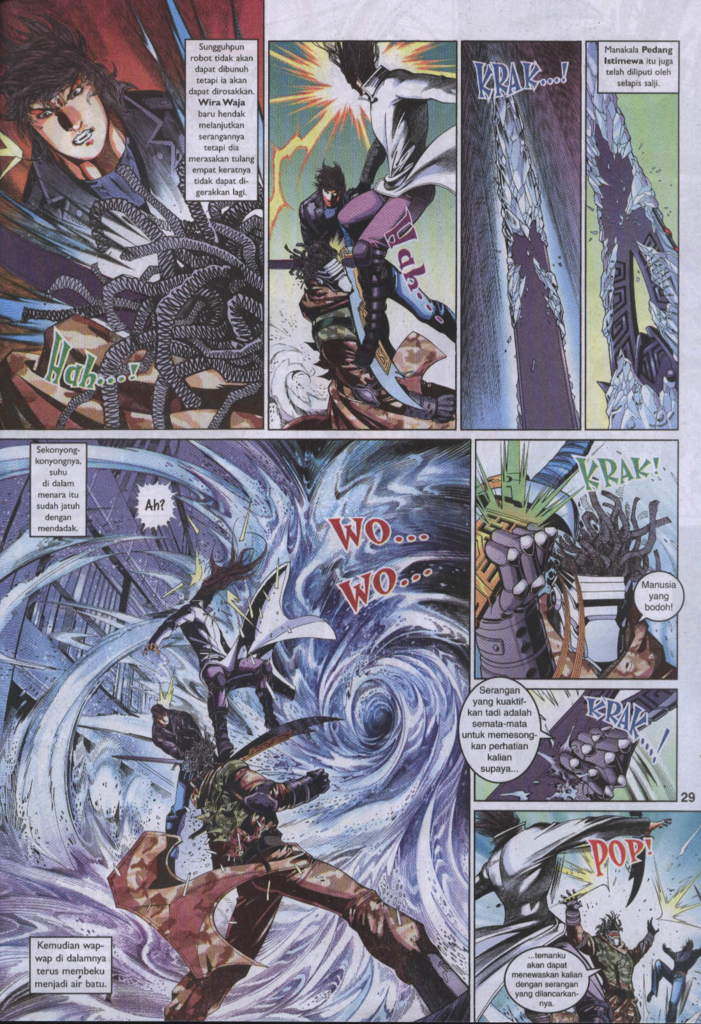 Sungguhpun
robot tidak akan
dapat dibunuh
tetapi ia akan
dapat dirosakkan.
Wira Waja
baru hendak
melanjutkan
serangannya
tetapi dia
merasakan tulang
empat keratnya
tidak dapat di-
gerakkan lagi.
Hah...!
Hah...
KRAK...!
Manakala Pedang
Istimewa itu juga
telah diliputi oleh
selapis salji.
Sekonyong-
konyongnya,
suhu
di dalam
menara itu
sudah jatuh
dengan
mendadak.
Ah?
WO...
WO...
Kemudian wap-
wap di dalamnya
terus membeku
menjadi air batu.
KRAK!
Manusia
yang
bodoh!
Serangan
yang kuaktif-
kan tadi adalah
semata-mata
untuk memesong-
kan perhatian
kalian
supaya...
KRAK...!
29
POP!
...temanku
akan dapat
menewaskan kalian
dengan serangan
yang dilancarkan-
nya.